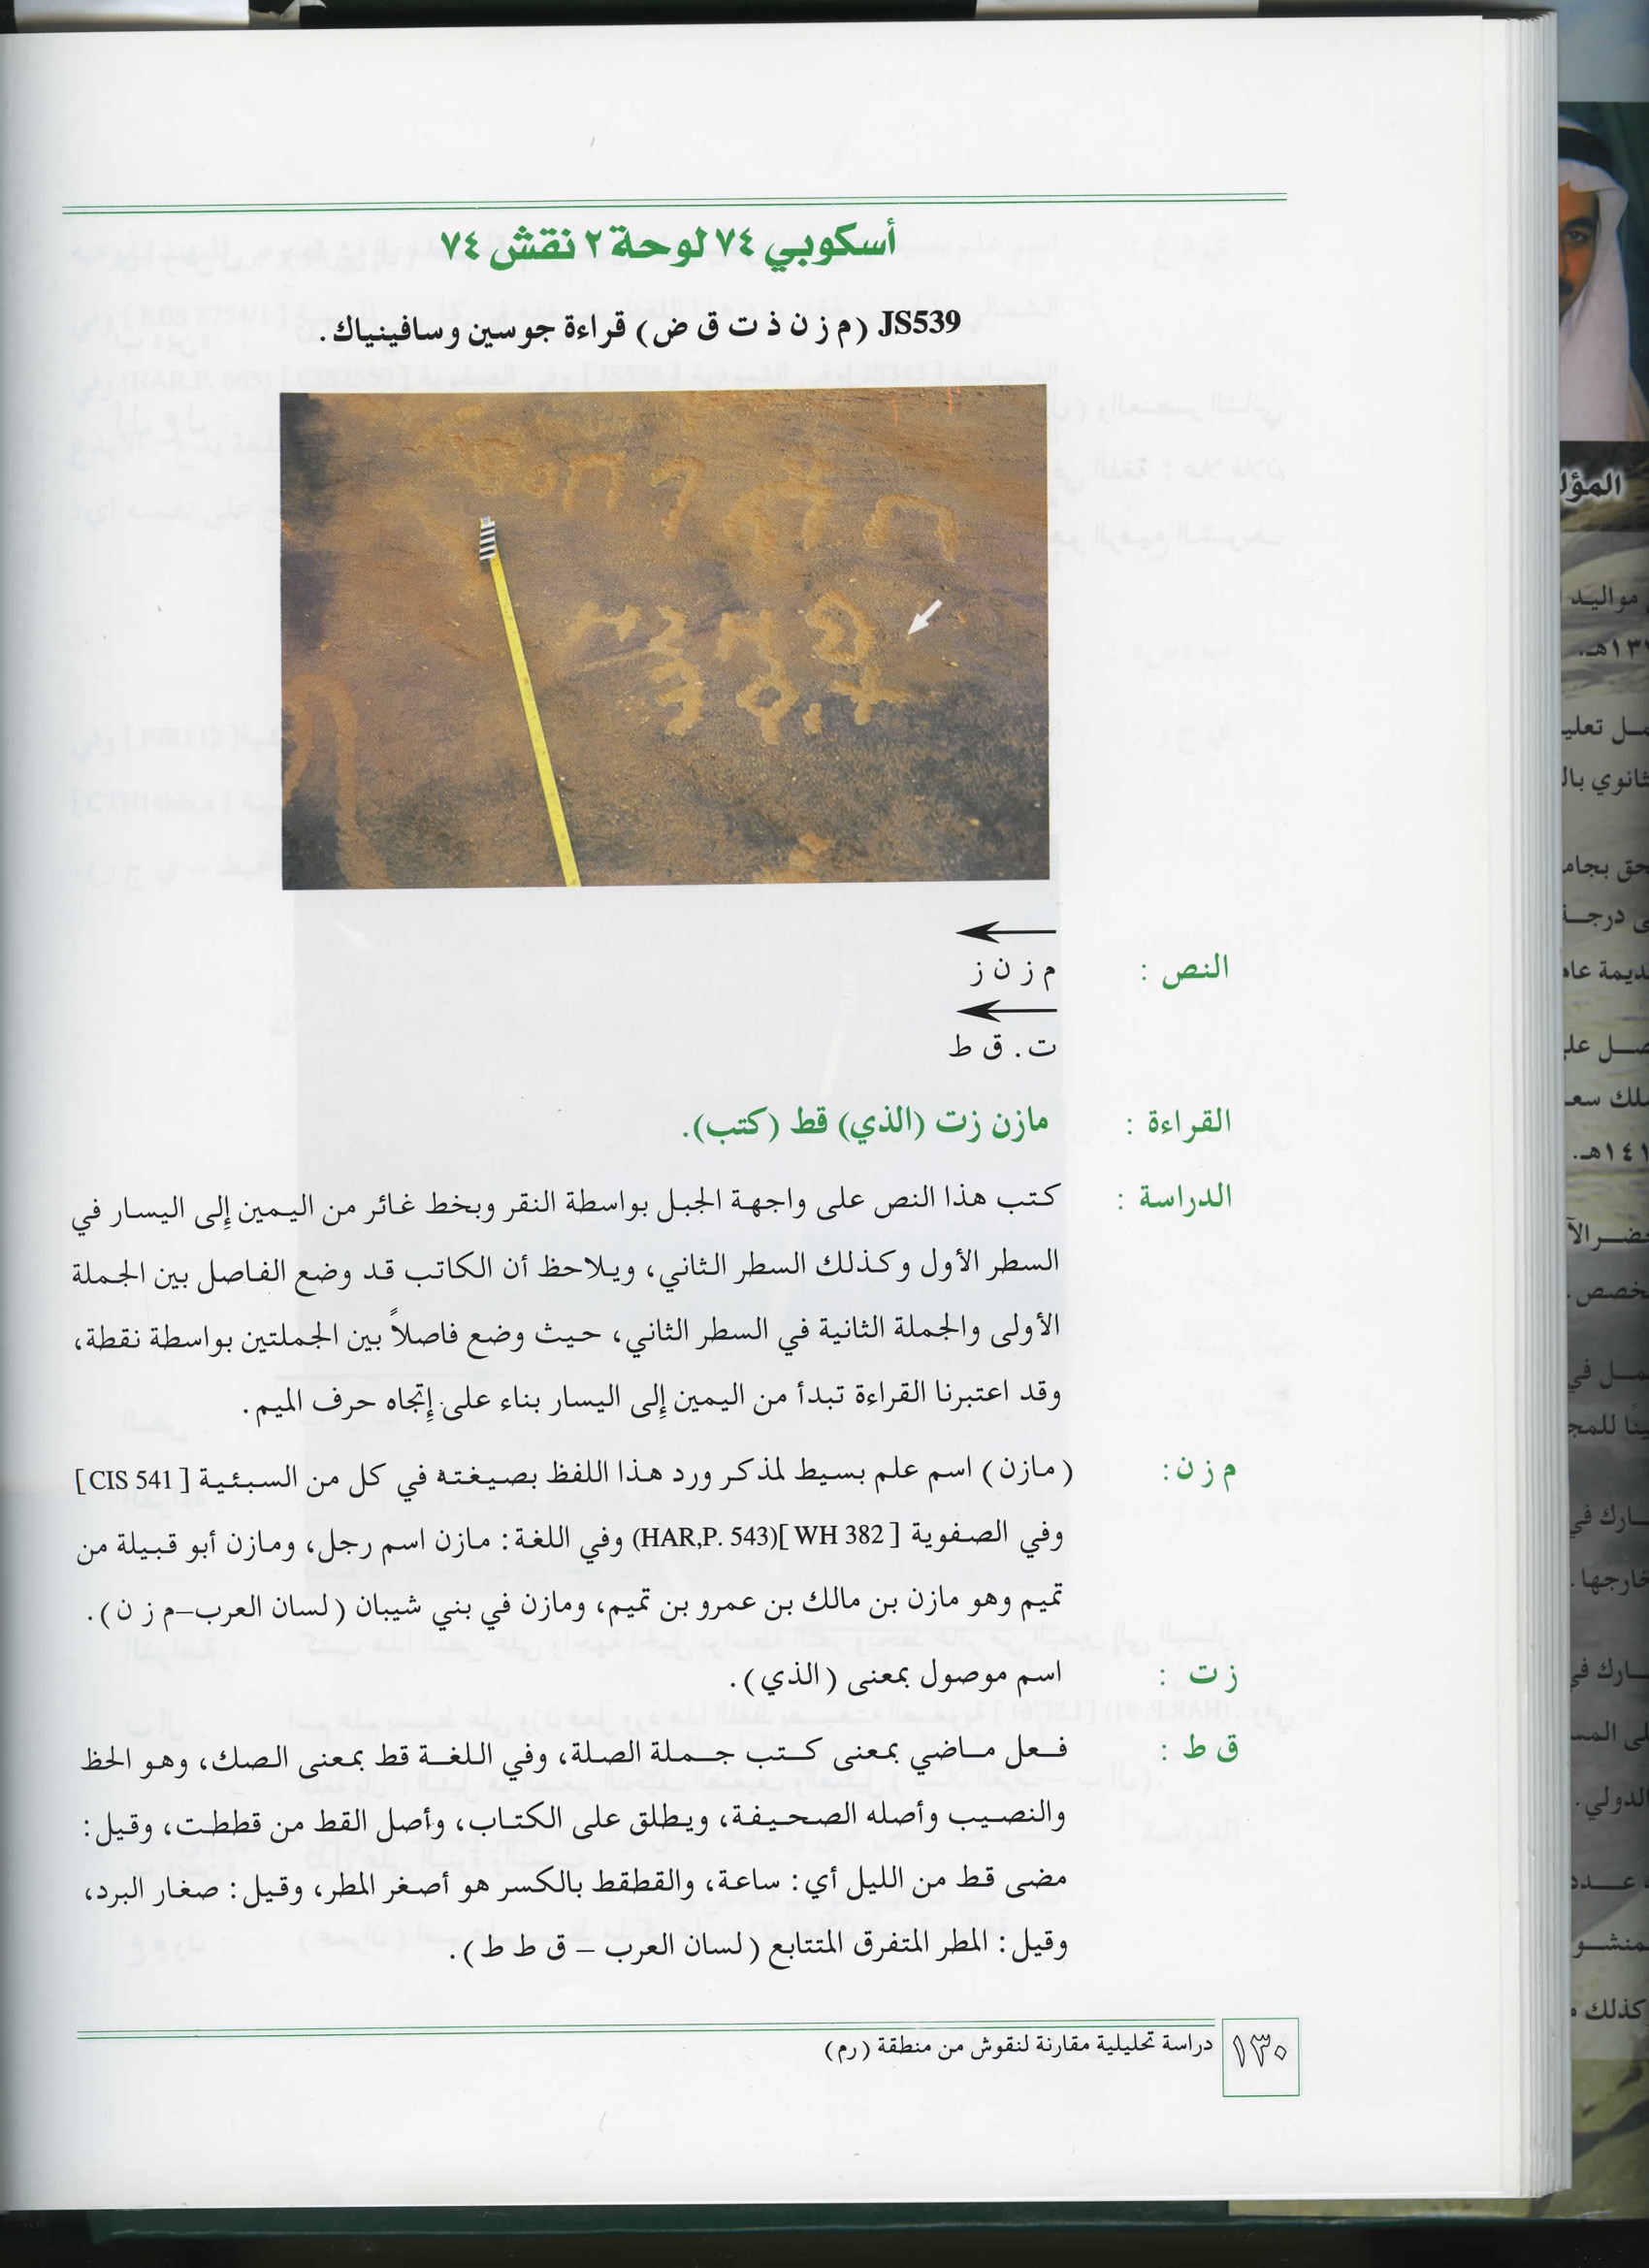 أسكوبي ٧٤ لوحة ٢ نقش ٧٤
JS539 (م ز ن ذ ت ق ض) قراءة جوسين وسافينياك.
النص :
م ز ن ز
ت . ق ط
القراءة : مازن زت (الذي) قط (كتب).
الدراسة : كتب هذا النص على واجهة الجبل بواسطة النقر وبخط غائر من اليمين إلى اليسار في
السطر الأول وكذلك السطر الثاني، ويلاحظ أن الكاتب قد وضع الفاصل بين الجملة
الأولى والجملة الثانية في السطر الثاني، حيث وضع فاصلاً بين الجملتين بواسطة نقطة،
وقد اعتبرنا القراءة تبدأ من اليمين إلى اليسار بناء على إتجاه حرف الميم.
م ز ن: (مازن) اسم علم بسيط لمذكر ورد هذا اللفظ بصيغته في كل من السبئية [CIS 541]
وفي الصفوية [WH 382](HAR,P. 543) وفي اللغة: مازن اسم رجل، ومازن أبو قبيلة من
تميم وهو مازن بن مالك بن عمرو بن تميم، ومازن في بني شيبان (لسان العرب–م ز ن).
ز ت : اسم موصول بمعنى (الذي).
ق ط : فعل ماضي بمعنى كتب جملة الصلة، وفي اللغة قط بمعنى الصك، وهو الحظ
والنصيب وأصله الصحيفة، ويطلق على الكتاب، وأصل القط من قططت، وقيل:
مضى قط من الليل أي: ساعة، والقطقط بالكسر هو أصغر المطر، وقيل: صغار البرد،
وقيل: المطر المتفرق المتتابع (لسان العرب – ق ط ط).
١٣٠ دراسة تحليلية مقارنة لنقوش من منطقة (رم)